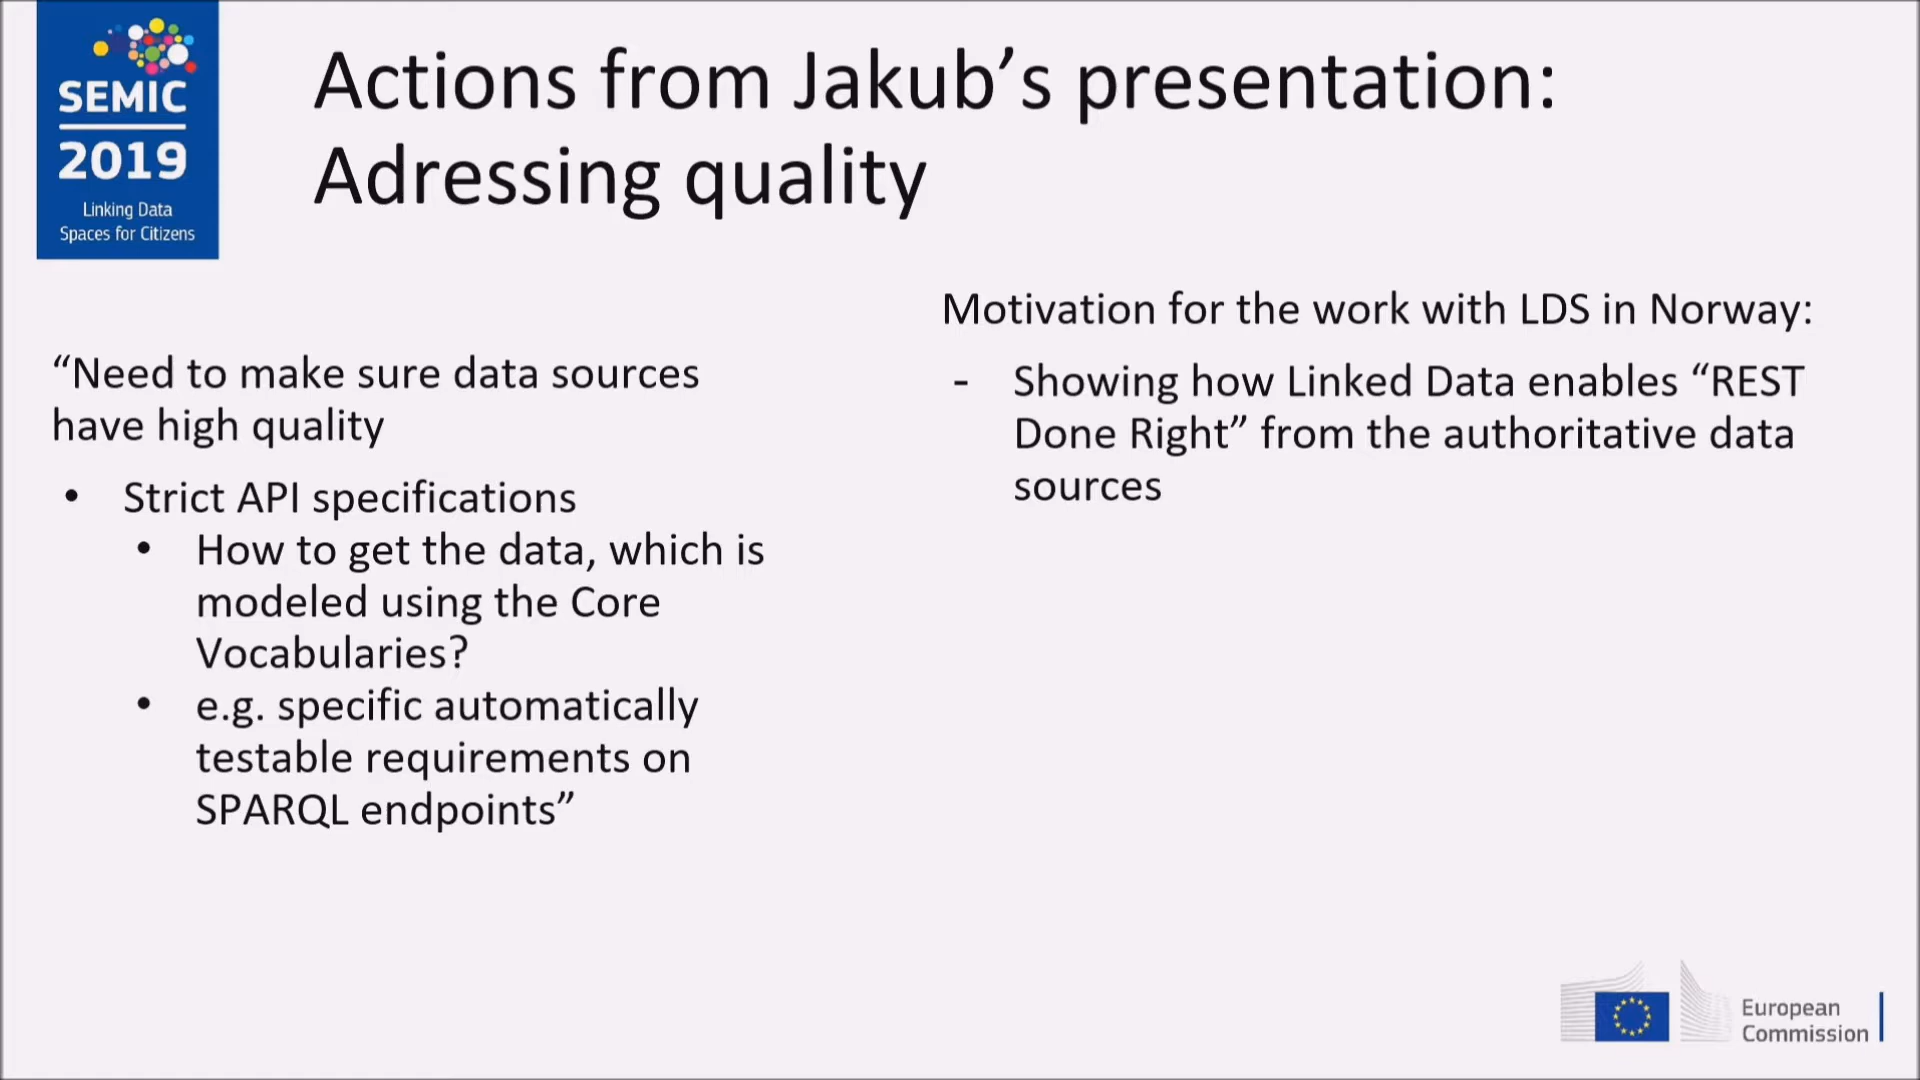 SEMIC
2019
Linking Data
Spaces for Citizens
Actions from Jakub’s presentation:
Adressing quality
“Need to make sure data sources
have high quality
• Strict API specifications
• How to get the data, which is
modeled using the Core
Vocabularies?
• e.g. specific automatically
testable requirements on
SPARQL endpoints”
Motivation for the work with LDS in Norway:
- Showing how Linked Data enables “REST
Done Right” from the authoritative data
sources
European
Commission